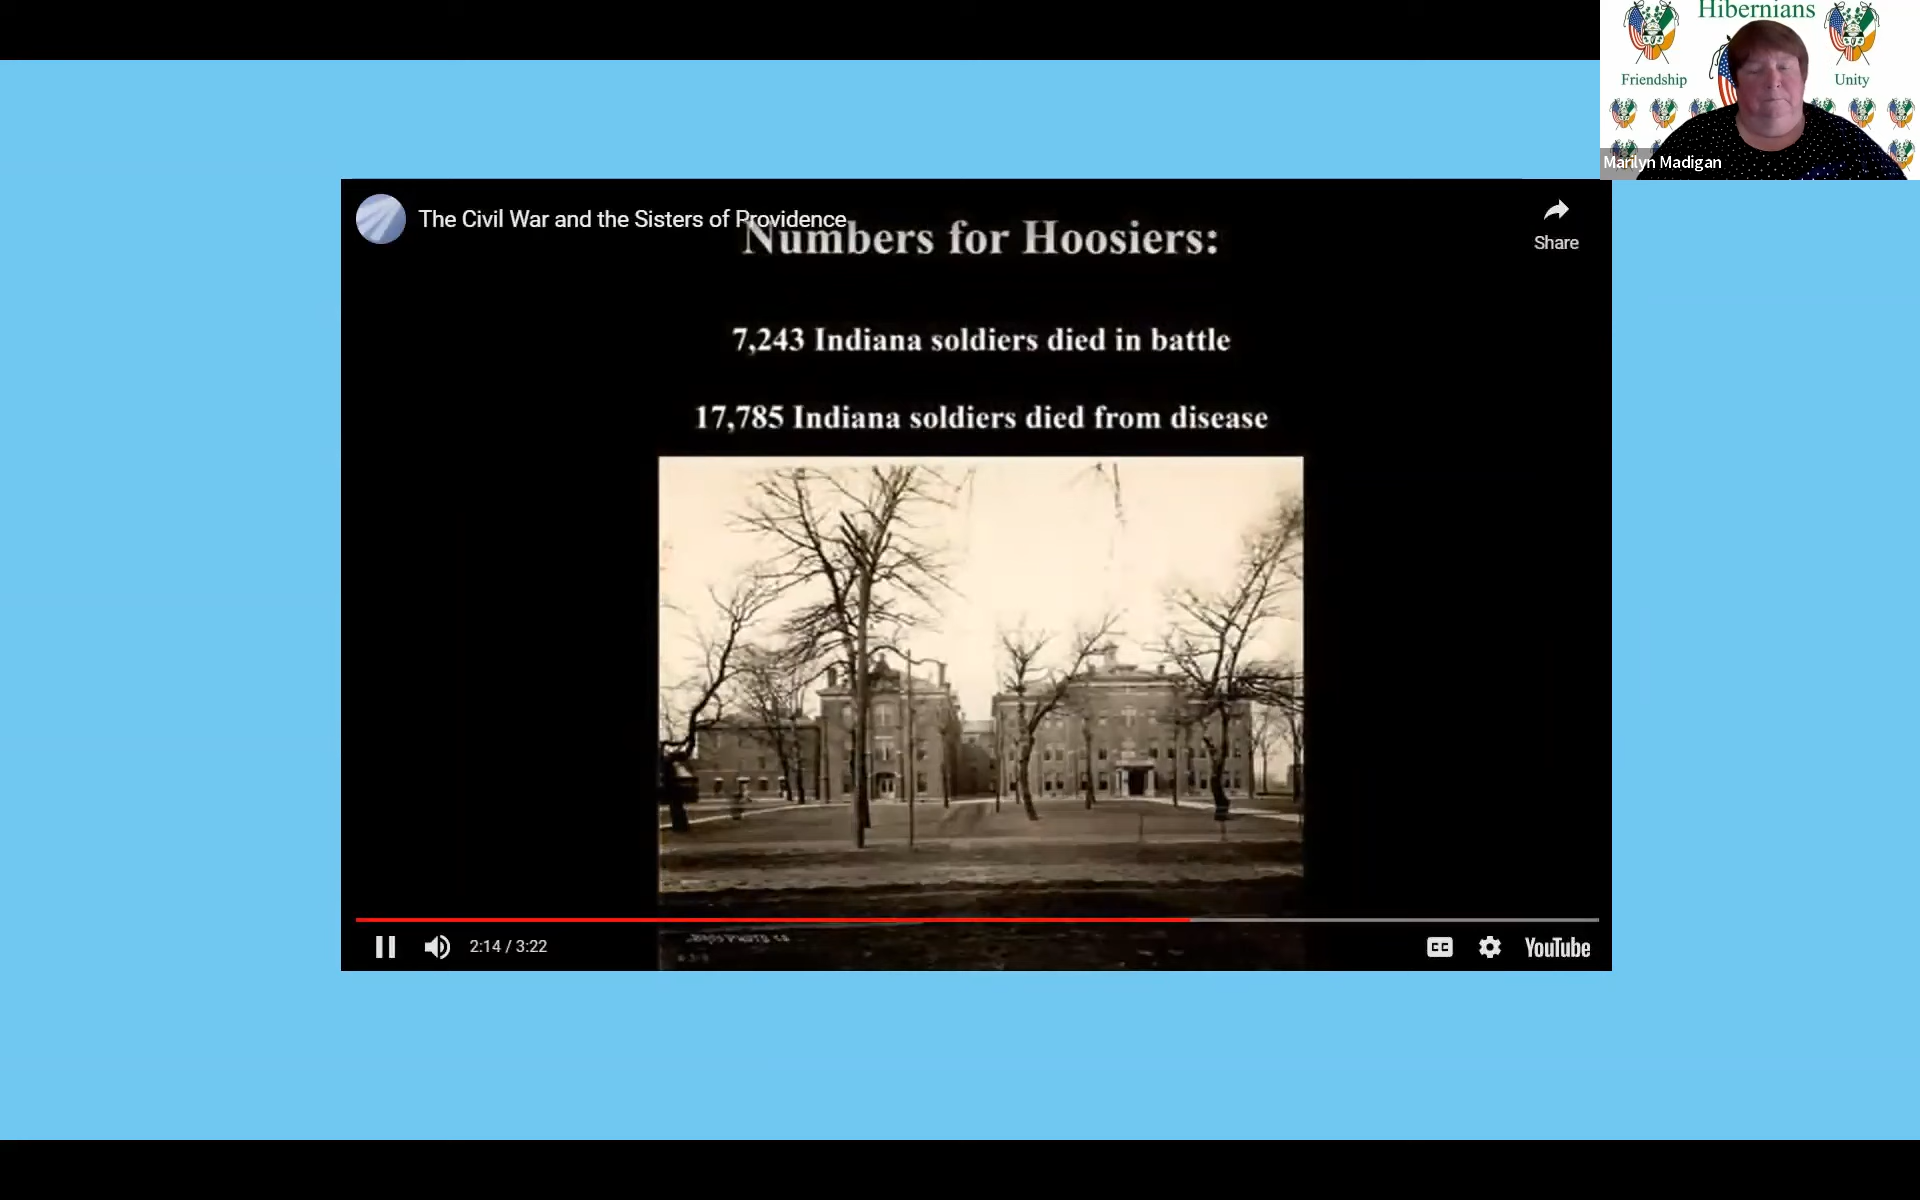 Hibernians
Friendship
Unity
Marilyn Madigan
The Civil War and the Sisters of Providence
Share
Numbers for Hoosiers:
7,243 Indiana soldiers died in battle
17,785 Indiana soldiers died from disease
2:14 / 3:22
CC
YouTube